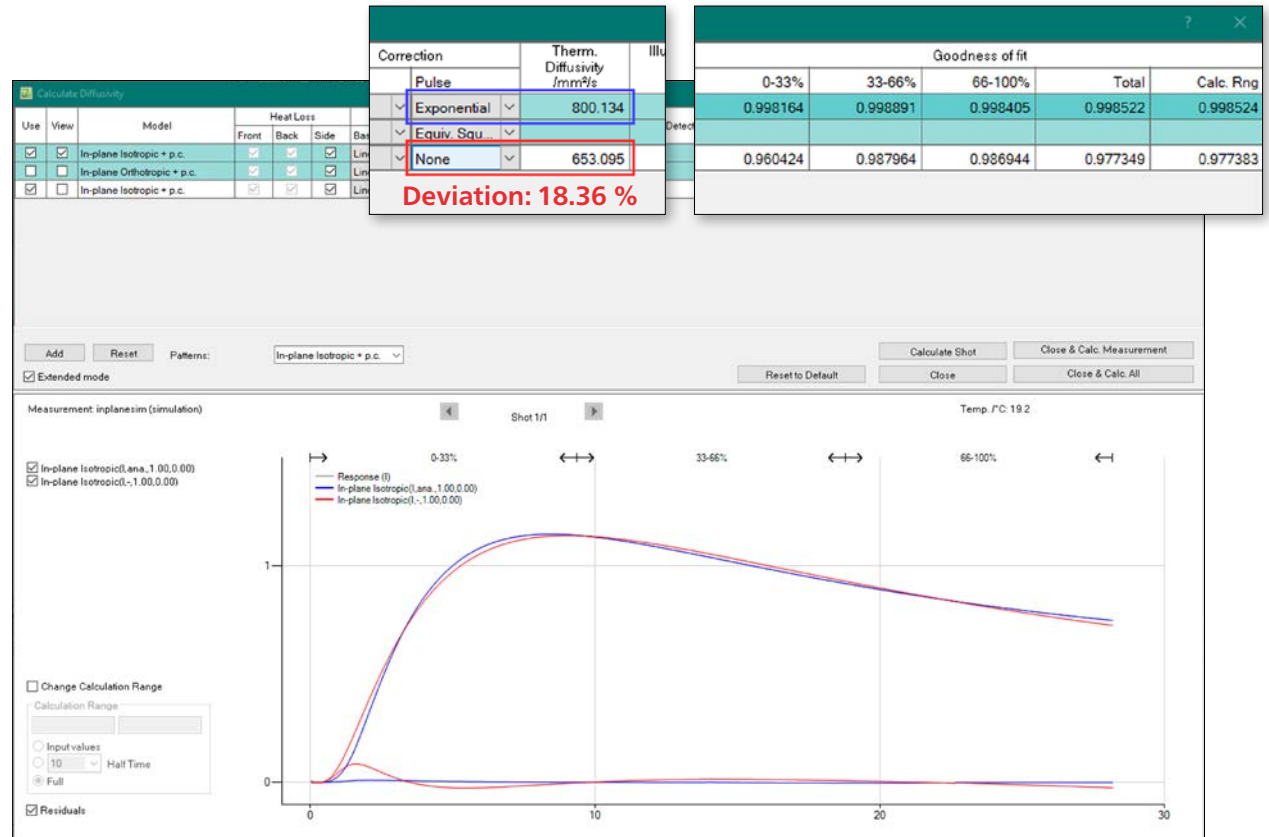 Correction Therm. Diffusivity /mm²/s
Pulse
Exponential 800.134
Equiv. Squ...
None 653.095
Deviation: 18.36 %
? ×
Goodness of fit
0-33% 33-66% 66-100% Total Calc. Rng
0.998164 0.998891 0.998405 0.998522 0.998524
0.960424 0.987964 0.986944 0.977349 0.977383
Calculate Diffusivity
Use View Model Heat Loss
Front Back Side
In-plane Isotropic + p.c.
In-plane Orthotropic + p.c.
In-plane Isotropic + p.c.
Add Reset Patterns: In-plane Isotropic + p.c. Calculate Shot Close & Calc. Measurement
Extended mode Reset to Default Close Close & Calc. All
Measurement: inplanesim (simulation) Shot 1/1 Temp. /°C: 19.2
0-33% 33-66% 66-100%
In-plane Isotropic(I,ana.,1.00,0.00)
In-plane Isotropic(I,-,1.00,0.00)
Response (I)
In-plane Isotropic(I,ana.,1.00,0.00)
In-plane Isotropic(I,-,1.00,0.00)
1
Change Calculation Range
Calculation Range
Input values
10 Half Time
Full
Residuals
0
0 10 20 30